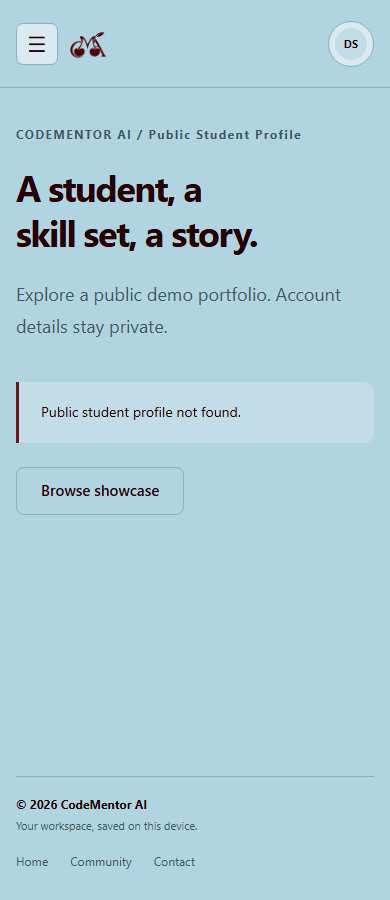 DS
CODEMENTOR AI / Public Student Profile
A student, a
skill set, a story.
Explore a public demo portfolio. Account
details stay private.
Public student profile not found.
Browse showcase
© 2026 CodeMentor AI
Your workspace, saved on this device.
Home Community Contact